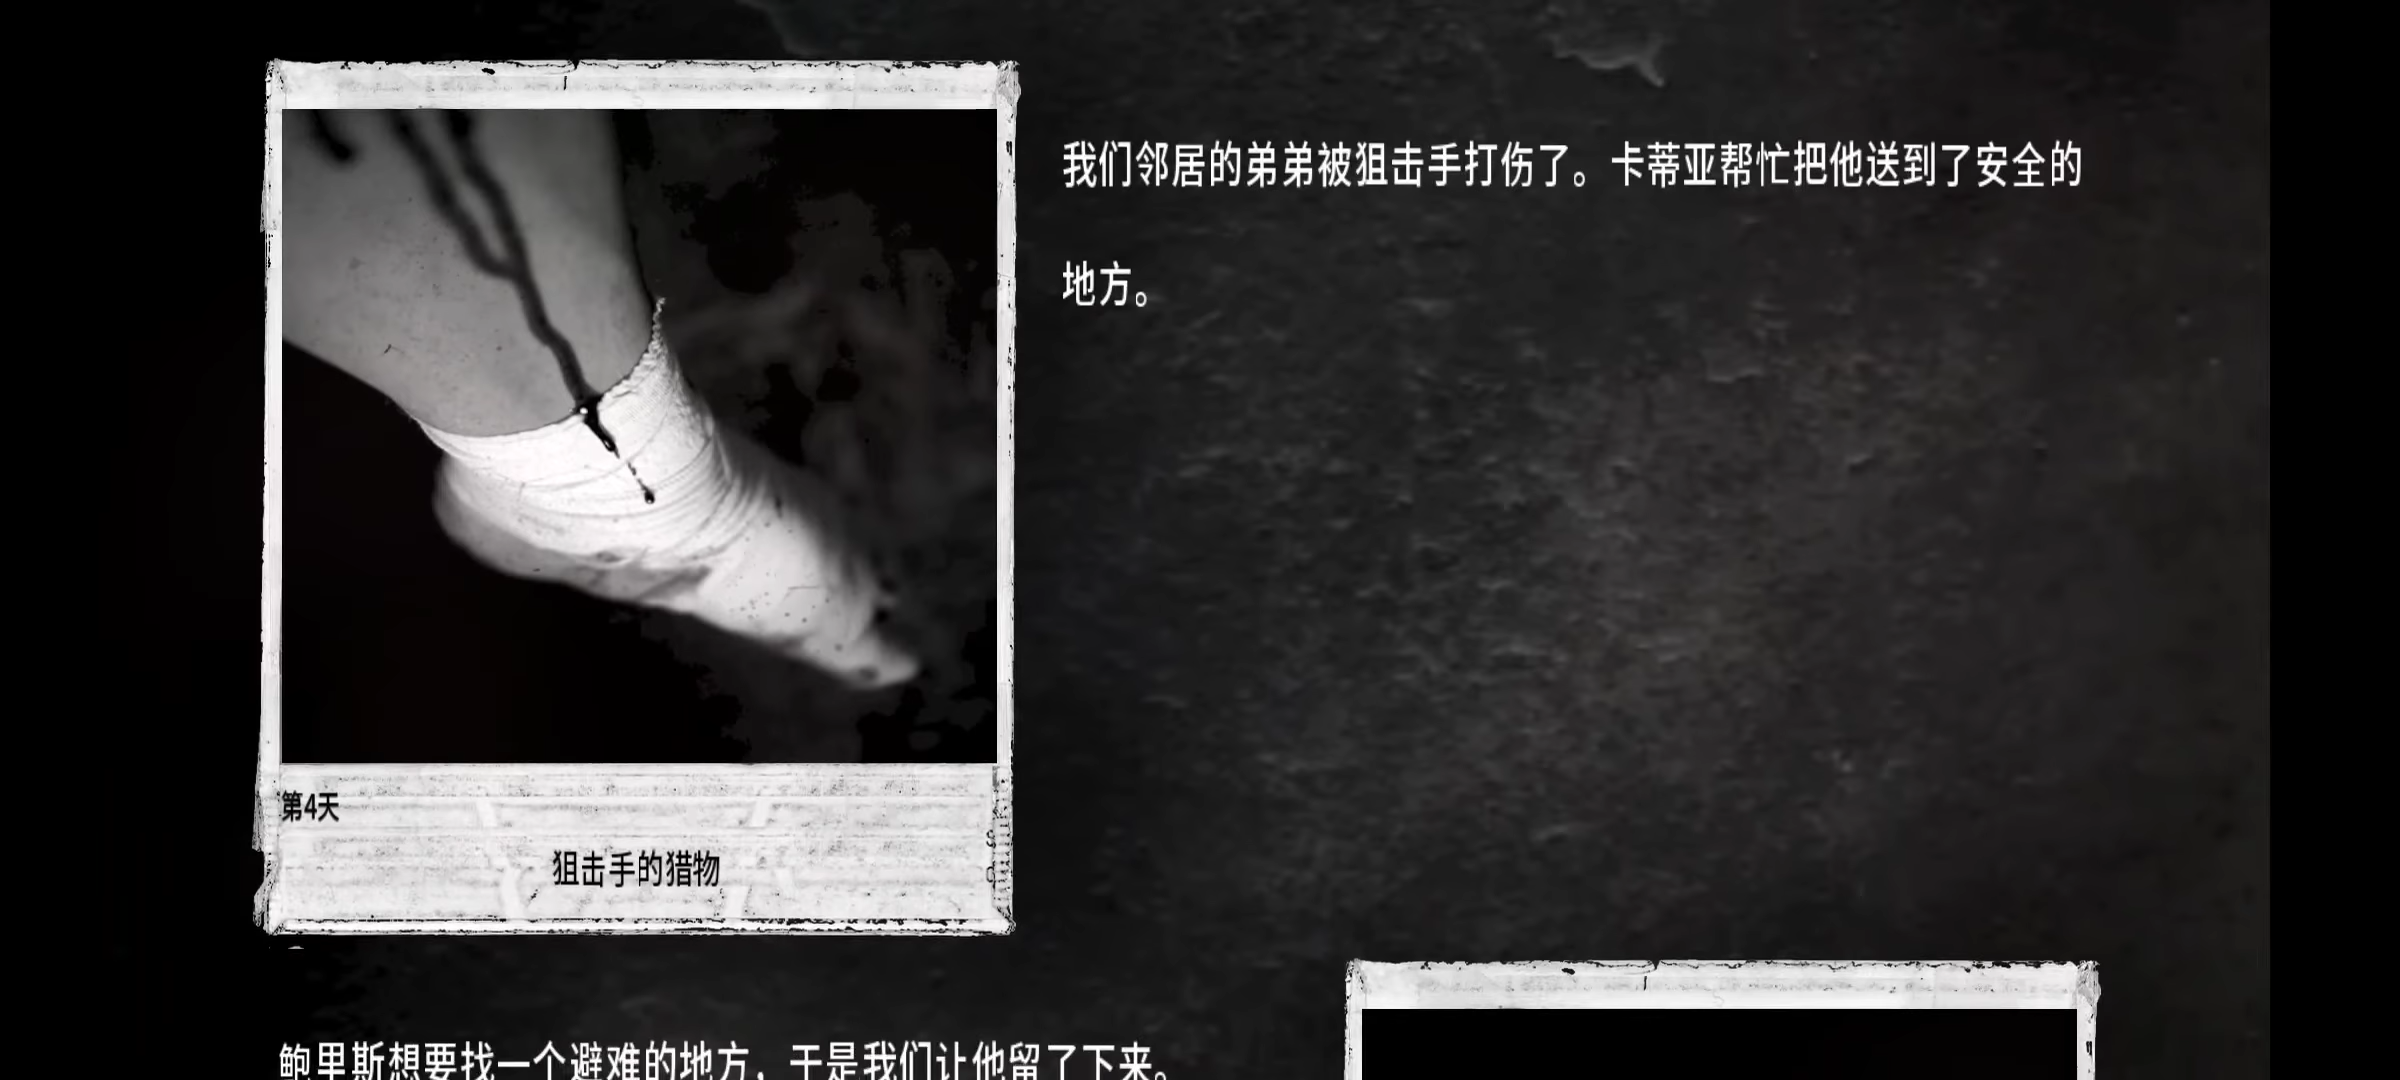 我们邻居的弟弟被狙击手打伤了。卡蒂亚帮忙把他送到了安全的
地方。
第4天
狙击手的猎物
鲍里斯想要找一个避难的地方，于是我们让他留了下来。